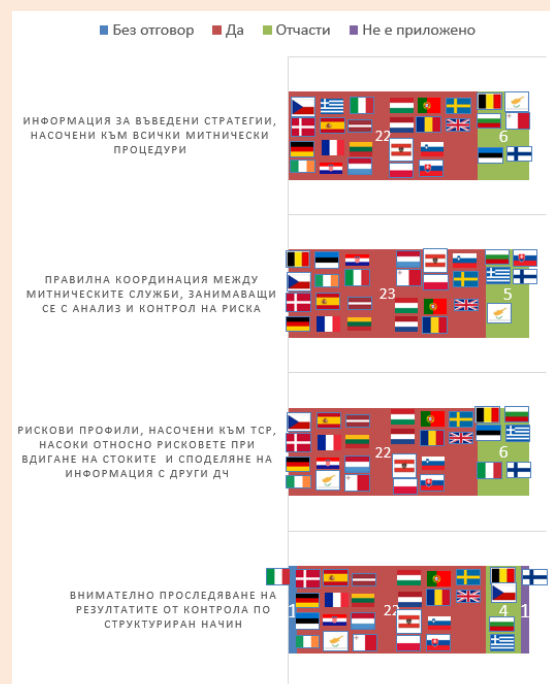 Без отговор Да Отчасти Не е приложено
ИНФОРМАЦИЯ ЗА ВЪВЕДЕНИ СТРАТЕГИИ,
НАСОЧЕНИ КЪМ ВСИЧКИ МИТНИЧЕСКИ
ПРОЦЕДУРИ
22 6
ПРАВИЛНА КООРДИНАЦИЯ МЕЖДУ
МИТНИЧЕСКИТЕ СЛУЖБИ, ЗАНИМАВАЩИ
СЕ С АНАЛИЗ И КОНТРОЛ НА РИСКА
23 5
РИСКОВИ ПРОФИЛИ, НАСОЧЕНИ КЪМ ТСР,
НАСОКИ ОТНОСНО РИСКОВЕТЕ ПРИ
ВДИГАНЕ НА СТОКИТЕ И СПОДЕЛЯНЕ НА
ИНФОРМАЦИЯ С ДРУГИ ДЧ
22 6
ВНИМАТЕЛНО ПРОСЛЕДЯВАНЕ НА
РЕЗУЛТАТИТЕ ОТ КОНТРОЛА ПО
СТРУКТУРИРАН НАЧИН
1 22 4 1